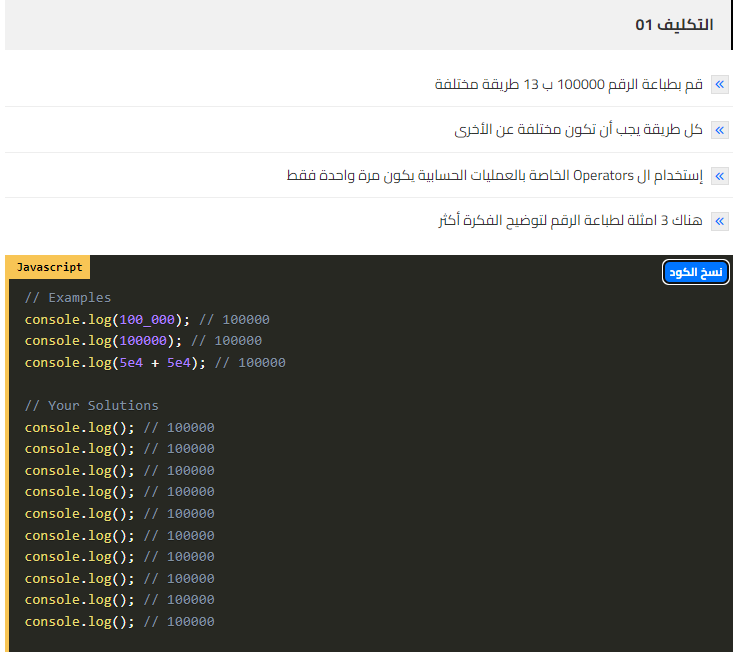 التكليف 01
قم بطباعة الرقم 100000 ب 13 طريقة مختلفة
كل طريقة يجب أن تكون مختلفة عن الأخرى
إستخدام ال Operators الخاصة بالعمليات الحسابية يكون مرة واحدة فقط
هناك 3 امثلة لطباعة الرقم لتوضيح الفكرة أكثر
Javascript
نسخ الكود
// Examples
console.log(100_000); // 100000
console.log(100000); // 100000
console.log(5e4 + 5e4); // 100000
// Your Solutions
console.log(); // 100000
console.log(); // 100000
console.log(); // 100000
console.log(); // 100000
console.log(); // 100000
console.log(); // 100000
console.log(); // 100000
console.log(); // 100000
console.log(); // 100000
console.log(); // 100000